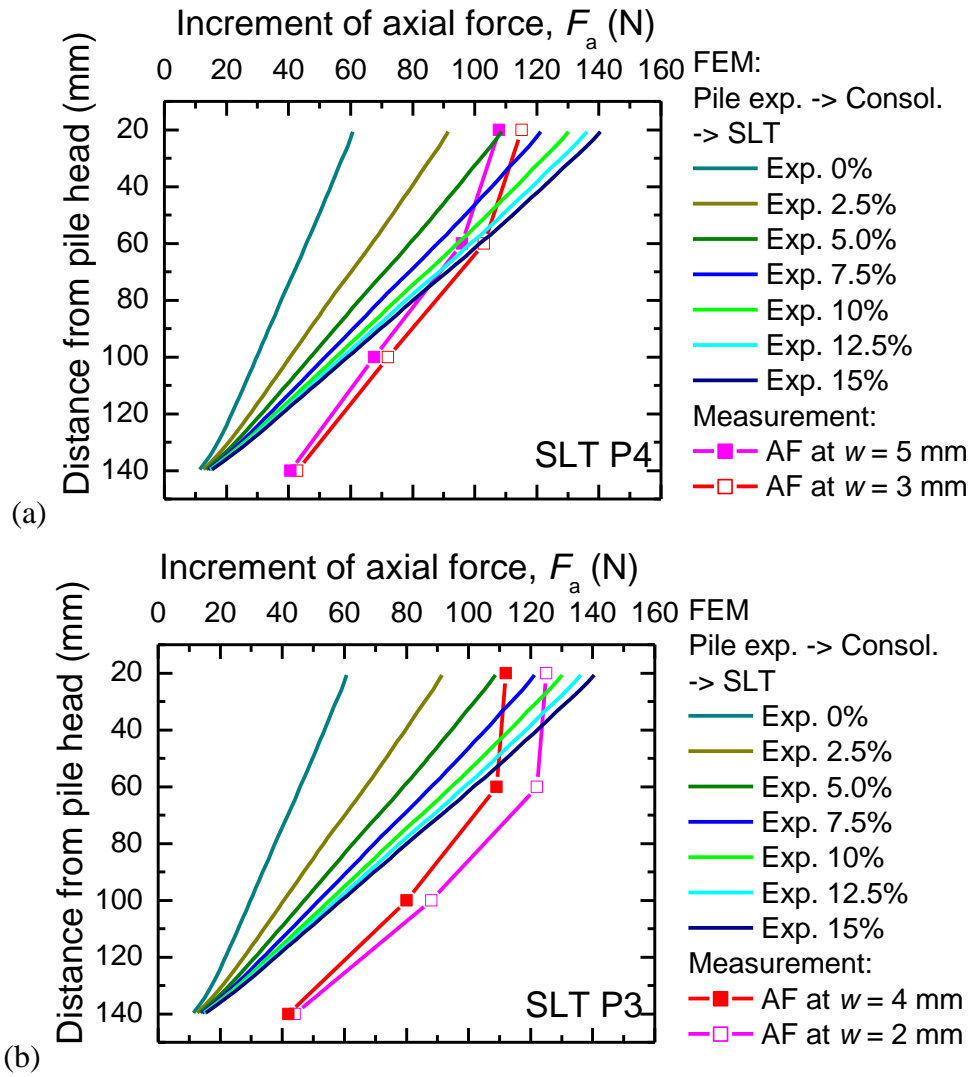 Increment of axial force, Fa (N)
0 20 40 60 80 100 120 140 160
Distance from pile head (mm)
20
40
60
80
100
120
140
SLT P4
(a)
FEM:
Pile exp. -> Consol.
-> SLT
Exp. 0%
Exp. 2.5%
Exp. 5.0%
Exp. 7.5%
Exp. 10%
Exp. 12.5%
Exp. 15%
Measurement:
AF at w = 5 mm
AF at w = 3 mm
Increment of axial force, Fa (N)
0 20 40 60 80 100 120 140 160
Distance from pile head (mm)
20
40
60
80
100
120
140
SLT P3
(b)
FEM
Pile exp. -> Consol.
-> SLT
Exp. 0%
Exp. 2.5%
Exp. 5.0%
Exp. 7.5%
Exp. 10%
Exp. 12.5%
Exp. 15%
Measurement:
AF at w = 4 mm
AF at w = 2 mm